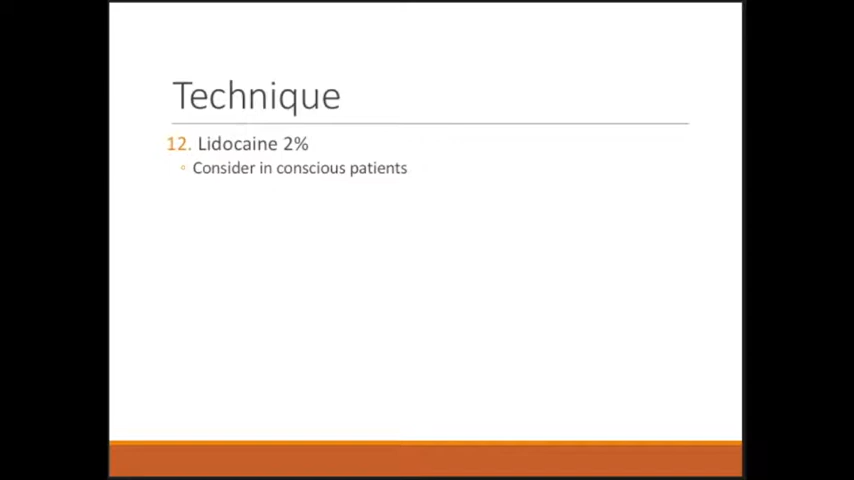 Technique
12. Lidocaine 2%
◦ Consider in conscious patients